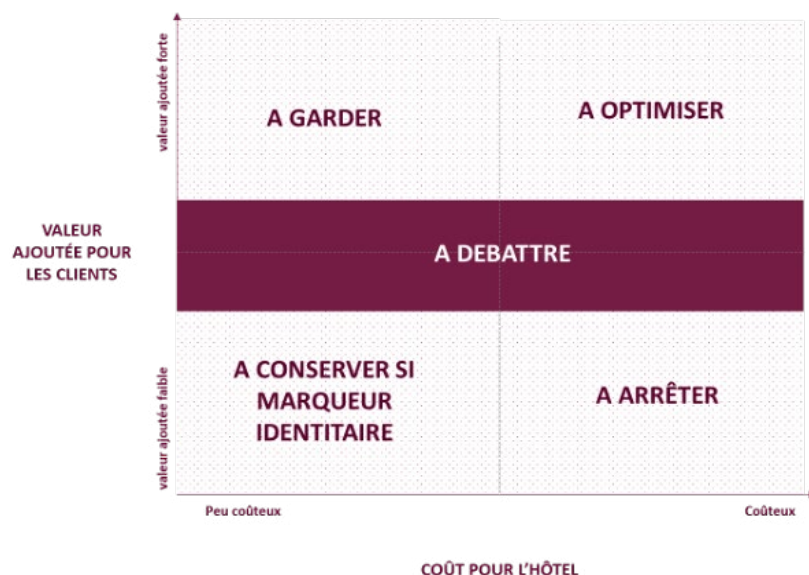 valeur ajoutée forte
A GARDER
A OPTIMISER
VALEUR
AJOUTÉE POUR
LES CLIENTS
A DEBATTRE
valeur ajoutée faible
A CONSERVER SI
MARQUEUR
IDENTITAIRE
A ARRÊTER
Peu coûteux
Coûteux
COÛT POUR L'HÔTEL